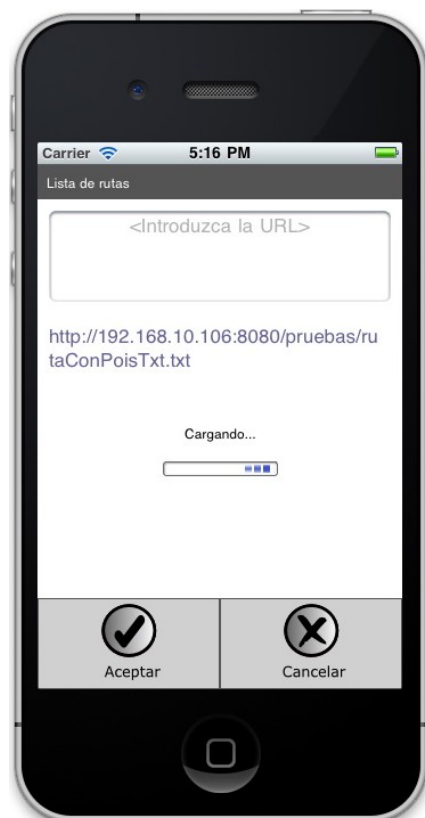 Carrier 5:16 PM
Lista de rutas
<Introduzca la URL>
http://192.168.10.106:8080/pruebas/ru
taConPoisTxt.txt
Cargando...
Aceptar Cancelar